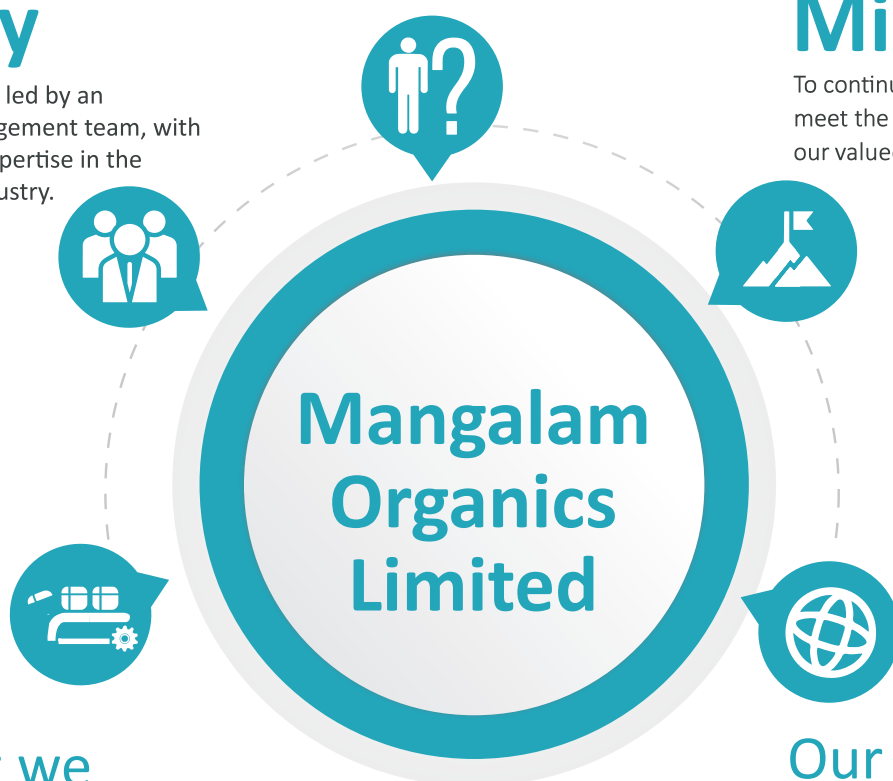 y
Mi
led by an
gement team, with
pertise in the
ustry.
To continu
meet the
our value
?
Mangalam
Organics
Limited
we
Our